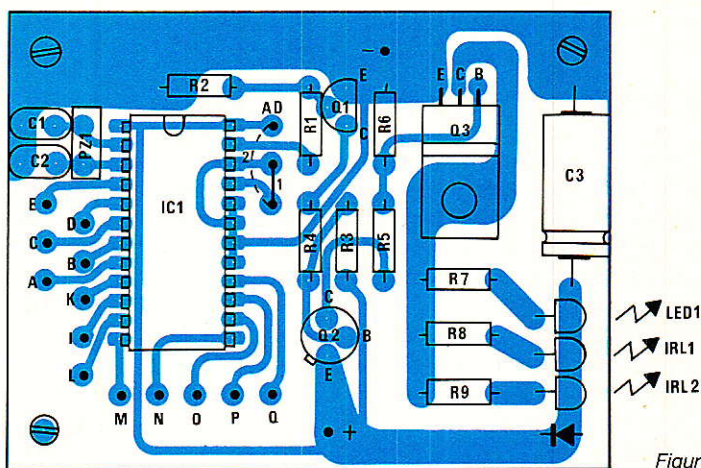 R2
AD
E
Q1
C
R1
R6
E C B
Q3
C1
C2
PZ1
2
1
IC1
C3
E
D
C
B
A
K
I
L
R4
R3
R5
C
Q2
B
E
R7
R8
R9
LED1
IRL1
IRL2
M N O P Q
+
-
Figur